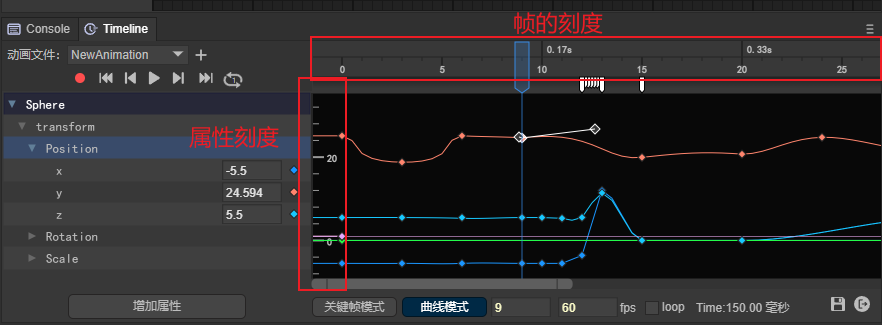 帧的刻度
Console Timeline
动画文件: NewAnimation
0.17s 0.33s
0 5 10 15 20 25
Sphere
transform
属性刻度
Position
20
x -5.5
y 24.594
z 5.5
Rotation
0
Scale
增加属性 关键帧模式 曲线模式 9 60 fps loop Time:150.00 毫秒